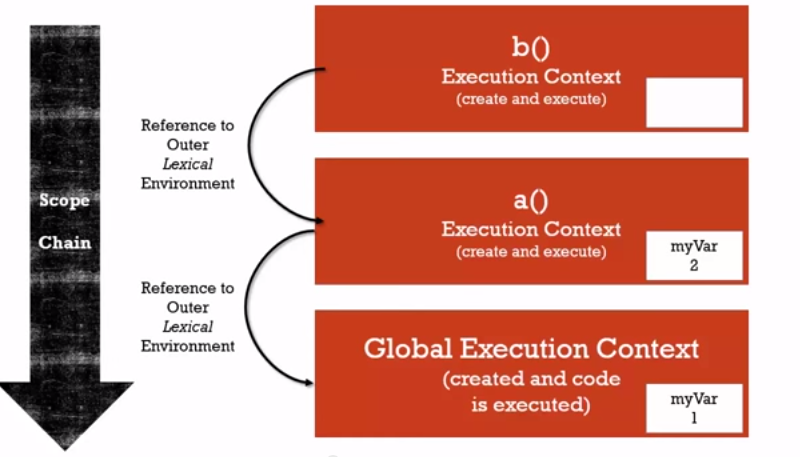 b()
Execution Context
(create and execute)
Reference to
Outer
Lexical
Environment
Scope
Chain
a()
Execution Context
(create and execute)
myVar
2
Reference to
Outer
Lexical
Environment
Global Execution Context
(created and code
is executed)
myVar
1